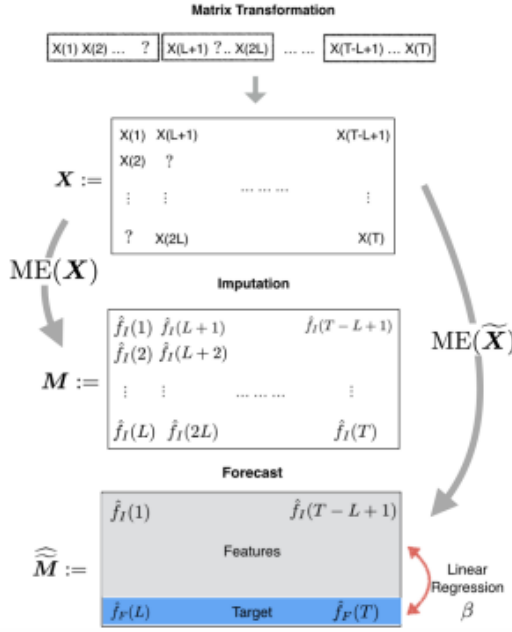 Matrix Transformation
X(1) X(2) ... ? X(L+1) ? .. X(2L) ... ... X(T-L+1) ... X(T)
X(1) X(L+1) X(T-L+1)
X(2) ?
X :=
... ... ...
⋮ ⋮ ⋮
? X(2L) X(T)
ME(X)
Imputation
f̂_I(1) f̂_I(L + 1) f̂_I(T − L + 1)
f̂_I(2) f̂_I(L + 2)
ME(X̃)
M :=
⋮ ⋮ ... ... ... ⋮
f̂_I(L) f̂_I(2L) f̂_I(T)
Forecast
f̂_I(1) f̂_I(T − L + 1)
Features
M̃̂ :=
Linear
Regression
β
f̂_F(L) Target f̂_F(T)